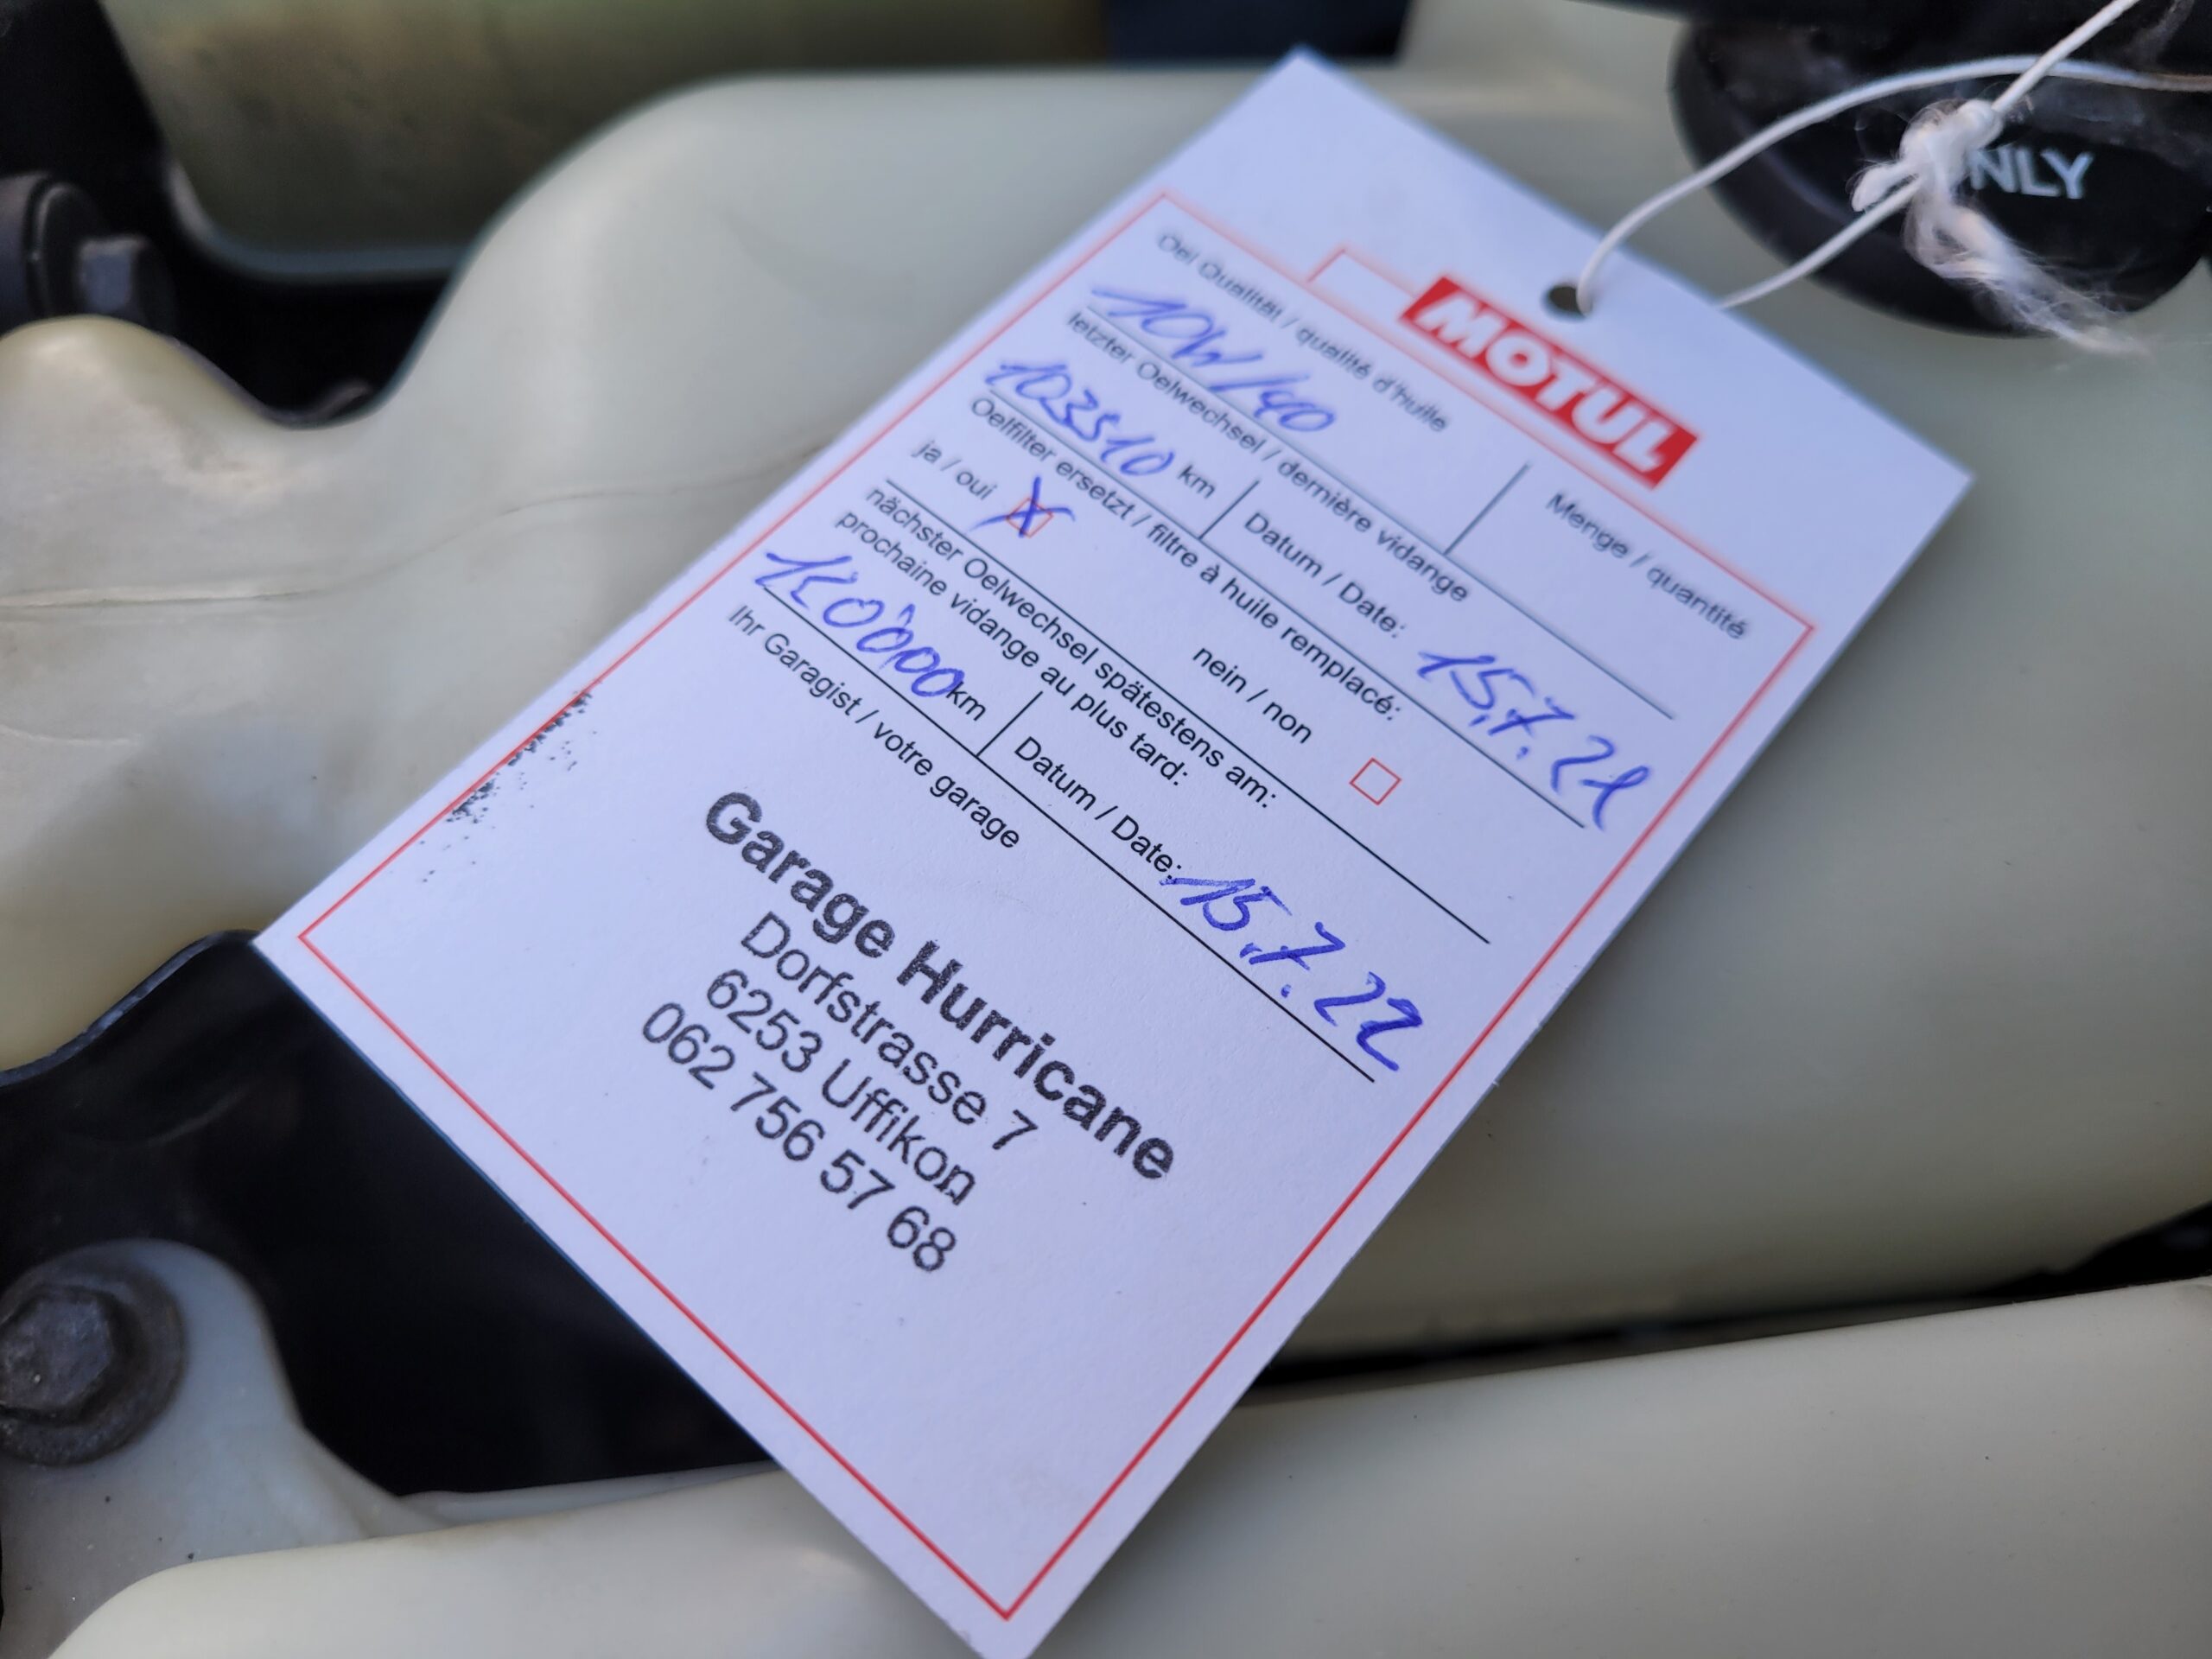 NLY
MOTUL
Oel Qualität / qualité d'huile
Menge / quantité
10W/40
letzter Oelwechsel / dernière vidange
103510 km
Datum / Date: 15.7.21
Oelfilter ersetzt / filtre à huile remplacé:
ja / oui X
nein / non
nächster Oelwechsel spätestens am:
prochaine vidange au plus tard:
km
Datum / Date: 15.7.22
Ihr Garagist / votre garage
Garage Hurricane
Dorfstrasse 7
6253 Uffikon
062 756 57 68